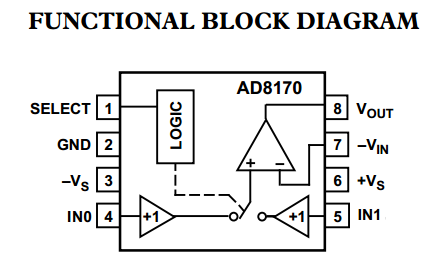 FUNCTIONAL BLOCK DIAGRAM
AD8170
SELECT 1
LOGIC
8 VOUT
GND 2
7 –VIN
–VS 3
+ –
6 +VS
IN0 4
+1
+1
5 IN1